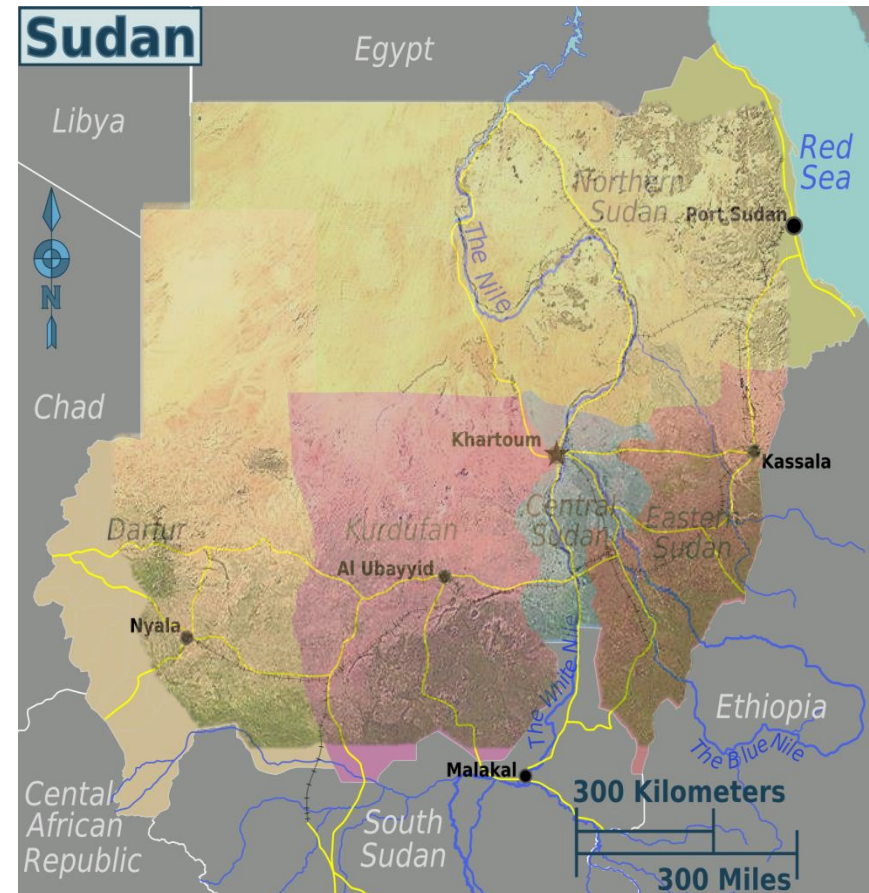 Sudan
Egypt
Libya
Red
Sea
Northern
Sudan
Port Sudan
The Nile
N
Chad
Khartoum
Kassala
Central
Sudan
Eastern
Sudan
Darfur
Kurdufan
Al Ubayyid
Nyala
The White Nile
Ethiopia
The Blue Nile
Malakal
300 Kilometers
300 Miles
Cental
African
Republic
South
Sudan